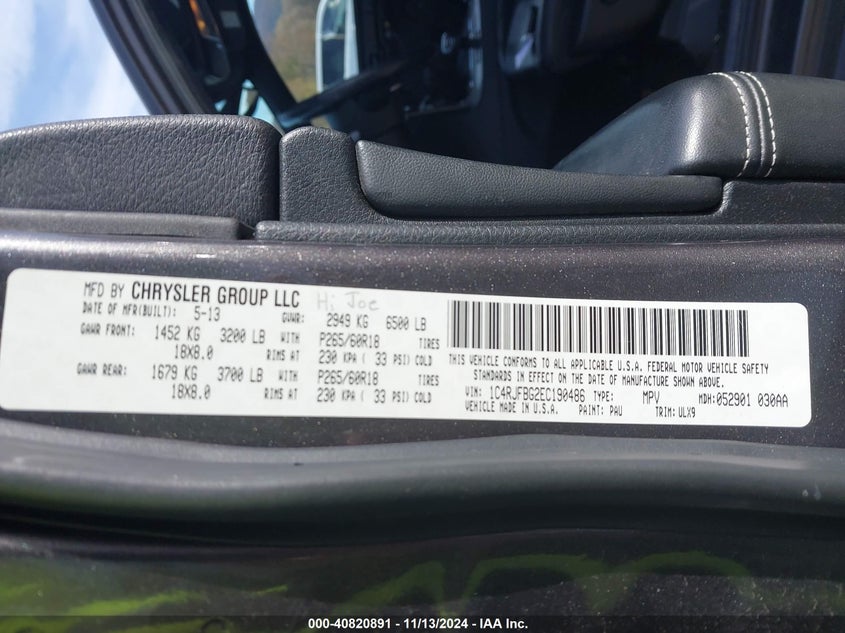 MFD BY CHRYSLER GROUP LLC Hi Joe
DATE OF MFR(BUILT): 5-13 GVWR: 2949 KG 6500 LB
GAWR FRONT: 1452 KG 3200 LB WITH P265/60R18 TIRES
18X8.0 RIMS AT 230 KPA ( 33 PSI) COLD
GAWR REAR: 1679 KG 3700 LB WITH P265/60R18 TIRES
18X8.0 RIMS AT 230 KPA ( 33 PSI) COLD
THIS VEHICLE CONFORMS TO ALL APPLICABLE U.S.A. FEDERAL MOTOR VEHICLE SAFETY
STANDARDS IN EFFECT ON THE DATE OF MANUFACTURE SHOWN ABOVE.
VIN: 1C4RJFBG2EC190486 TYPE: MPV MDH:052901 030AA
VEHICLE MADE IN U.S.A. PAINT: PAU TRIM: ULX9
000-40820891 - 11/13/2024 - IAA Inc.